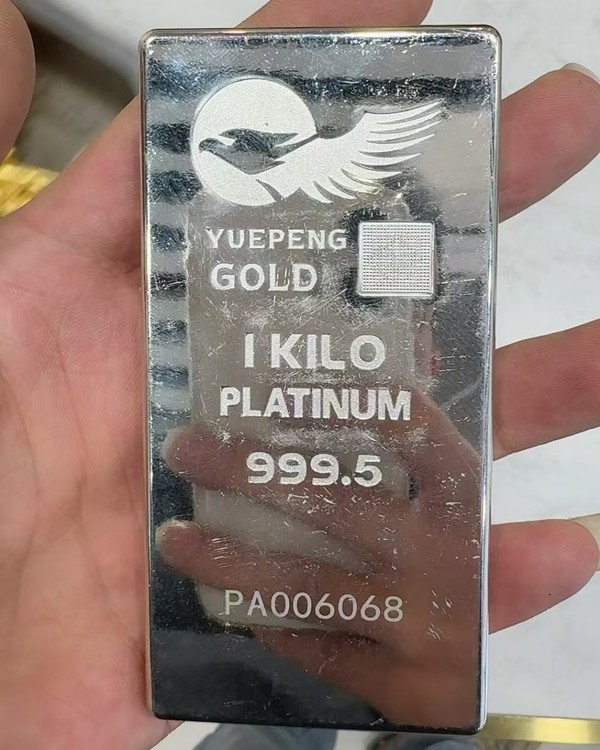 YUEPENG
GOLD
1 KILO
PLATINUM
999.5
PA006068